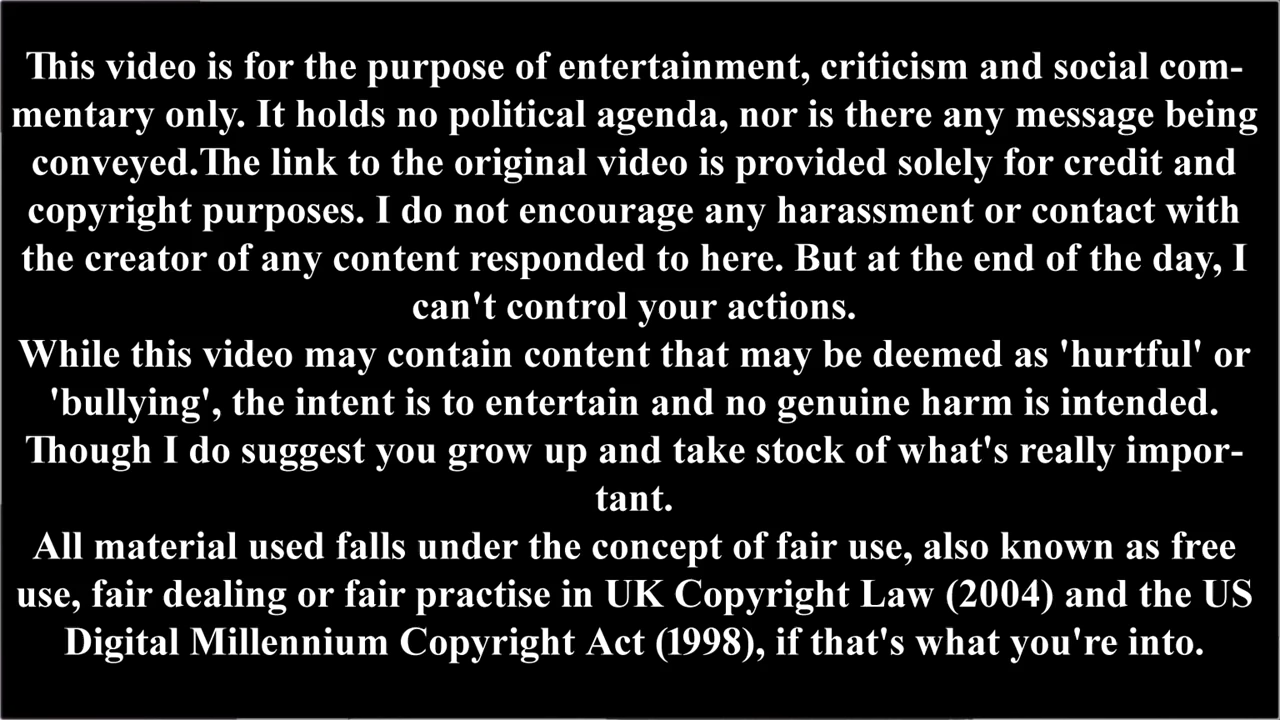 This video is for the purpose of entertainment, criticism and social com-
mentary only. It holds no political agenda, nor is there any message being
conveyed.The link to the original video is provided solely for credit and
copyright purposes. I do not encourage any harassment or contact with
the creator of any content responded to here. But at the end of the day, I
can't control your actions.
While this video may contain content that may be deemed as 'hurtful' or
'bullying', the intent is to entertain and no genuine harm is intended.
Though I do suggest you grow up and take stock of what's really impor-
tant.
All material used falls under the concept of fair use, also known as free
use, fair dealing or fair practise in UK Copyright Law (2004) and the US
Digital Millennium Copyright Act (1998), if that's what you're into.